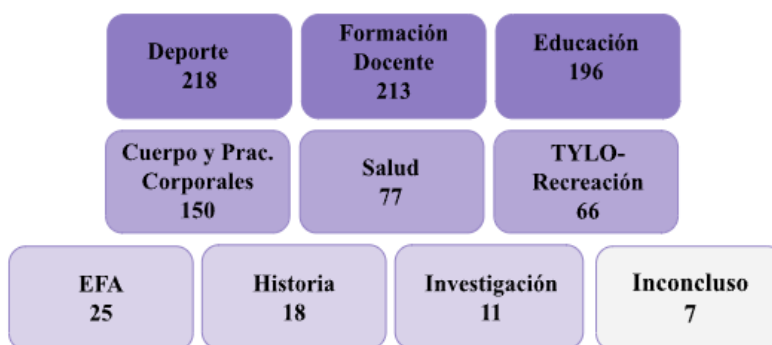 Deporte
218
Formación
Docente
213
Educación
196
Cuerpo y Prac.
Corporales
150
Salud
77
TYLO-
Recreación
66
EFA
25
Historia
18
Investigación
11
Inconcluso
7